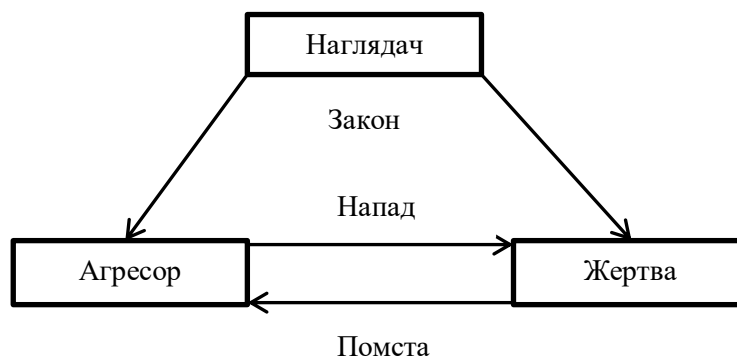 Наглядач
Закон
Напад
Агресор
Жертва
Помста